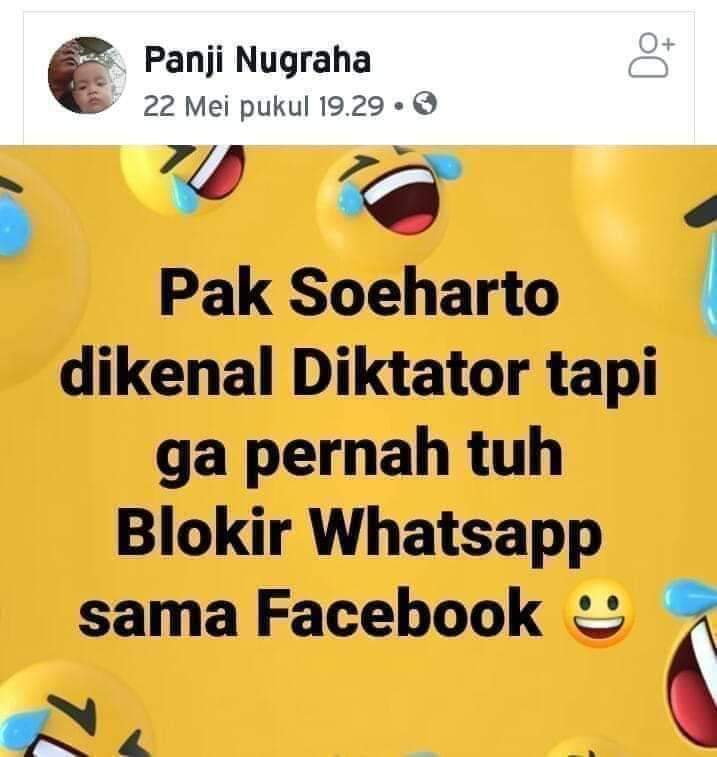 Panji Nugraha
22 Mei pukul 19.29 •
Pak Soeharto
dikenal Diktator tapi
ga pernah tuh
Blokir Whatsapp
sama Facebook 😀